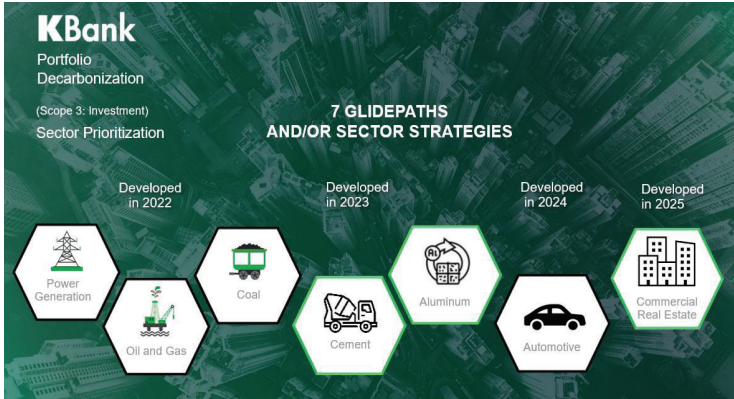 KBank
Portfolio
Decarbonization
(Scope 3: Investment)
Sector Prioritization
7 GLIDEPATHS
AND/OR SECTOR STRATEGIES
Developed
in 2022
Developed
in 2023
Developed
in 2024
Developed
in 2025
Power
Generation
Oil and Gas
Coal
Cement
Al
Aluminum
Automotive
Commercial
Real Estate